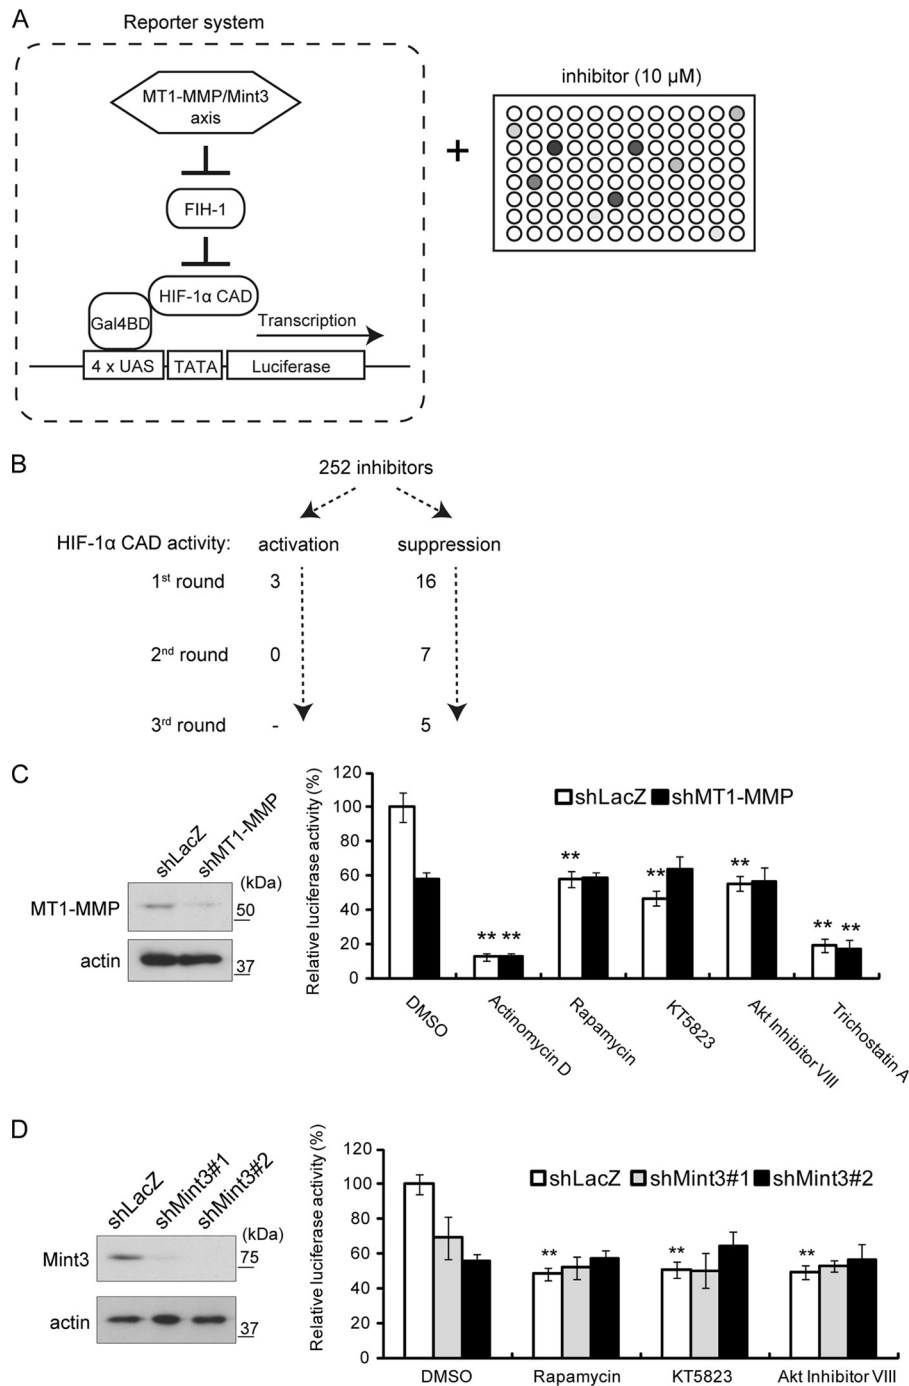 A
Reporter system
MT1-MMP/Mint3
axis
FIH-1
HIF-1α CAD
Gal4BD
Transcription
4 x UAS
TATA
Luciferase
+
inhibitor (10 µM)
B
252 inhibitors
HIF-1α CAD activity: activation suppression
1st round 3 16
2nd round 0 7
3rd round - 5
C
shLacZ
shMT1-MMP
(kDa)
MT1-MMP
50
actin
37
Relative luciferase activity (%)
120
100
80
60
40
20
0
shLacZ shMT1-MMP
** ** ** ** ** ** **
DMSO
Actinomycin D
Rapamycin
KT5823
Akt Inhibitor VIII
Trichostatin A
D
shLacZ
shMint3#1
shMint3#2
(kDa)
Mint3
75
actin
37
Relative luciferase activity (%)
120
100
80
60
40
20
0
shLacZ shMint3#1 shMint3#2
** ** **
DMSO Rapamycin KT5823 Akt Inhibitor VIII